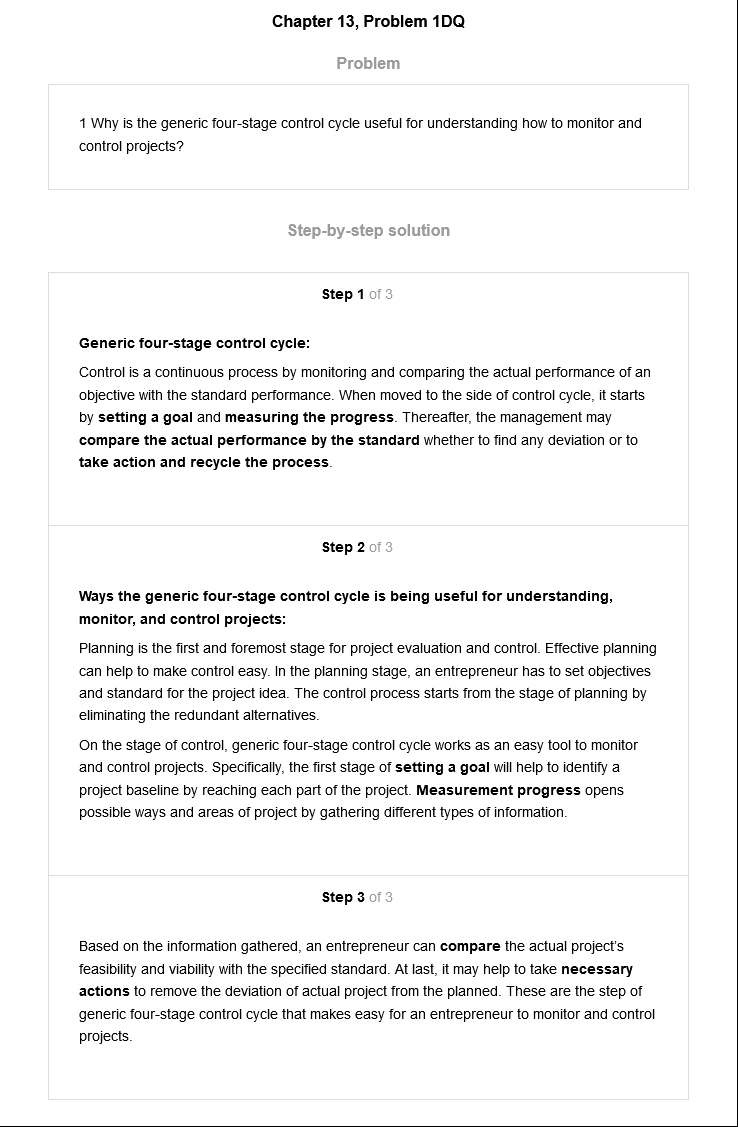 Chapter 13, Problem 1DQ
Problem
1 Why is the generic four-stage control cycle useful for understanding how to monitor and
control projects?
Step-by-step solution
Step 1 of 3
Generic four-stage control cycle:
Control is a continuous process by monitoring and comparing the actual performance of an
objective with the standard performance. When moved to the side of control cycle, it starts
by setting a goal and measuring the progress. Thereafter, the management may
compare the actual performance by the standard whether to find any deviation or to
take action and recycle the process.
Step 2 of 3
Ways the generic four-stage control cycle is being useful for understanding,
monitor, and control projects:
Planning is the first and foremost stage for project evaluation and control. Effective planning
can help to make control easy. In the planning stage, an entrepreneur has to set objectives
and standard for the project idea. The control process starts from the stage of planning by
eliminating the redundant alternatives.
On the stage of control, generic four-stage control cycle works as an easy tool to monitor
and control projects. Specifically, the first stage of setting a goal will help to identify a
project baseline by reaching each part of the project. Measurement progress opens
possible ways and areas of project by gathering different types of information.
Step 3 of 3
Based on the information gathered, an entrepreneur can compare the actual project's
feasibility and viability with the specified standard. At last, it may help to take necessary
actions to remove the deviation of actual project from the planned. These are the step of
generic four-stage control cycle that makes easy for an entrepreneur to monitor and control
projects.